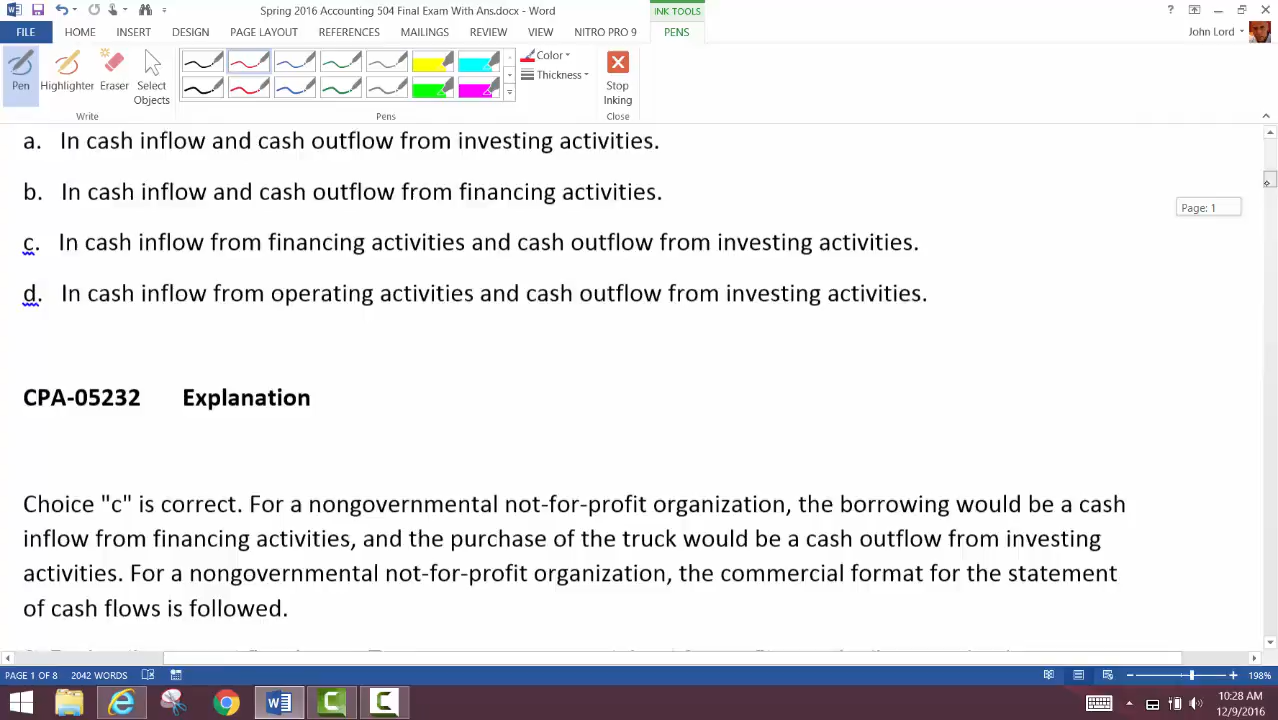 Spring 2016 Accounting 504 Final Exam With Ans.docx - Word
INK TOOLS
?
FILE HOME INSERT DESIGN PAGE LAYOUT REFERENCES MAILINGS REVIEW VIEW NITRO PRO 9 PENS
John Lord
Pen Highlighter Eraser Select Objects
Color
Thickness
Stop Inking
Write Pens Close
a. In cash inflow and cash outflow from investing activities.
b. In cash inflow and cash outflow from financing activities.
Page: 1
c. In cash inflow from financing activities and cash outflow from investing activities.
d. In cash inflow from operating activities and cash outflow from investing activities.
CPA-05232 Explanation
Choice "c" is correct. For a nongovernmental not-for-profit organization, the borrowing would be a cash
inflow from financing activities, and the purchase of the truck would be a cash outflow from investing
activities. For a nongovernmental not-for-profit organization, the commercial format for the statement
of cash flows is followed.
PAGE 1 OF 8 2042 WORDS 198%
10:28 AM
12/9/2016